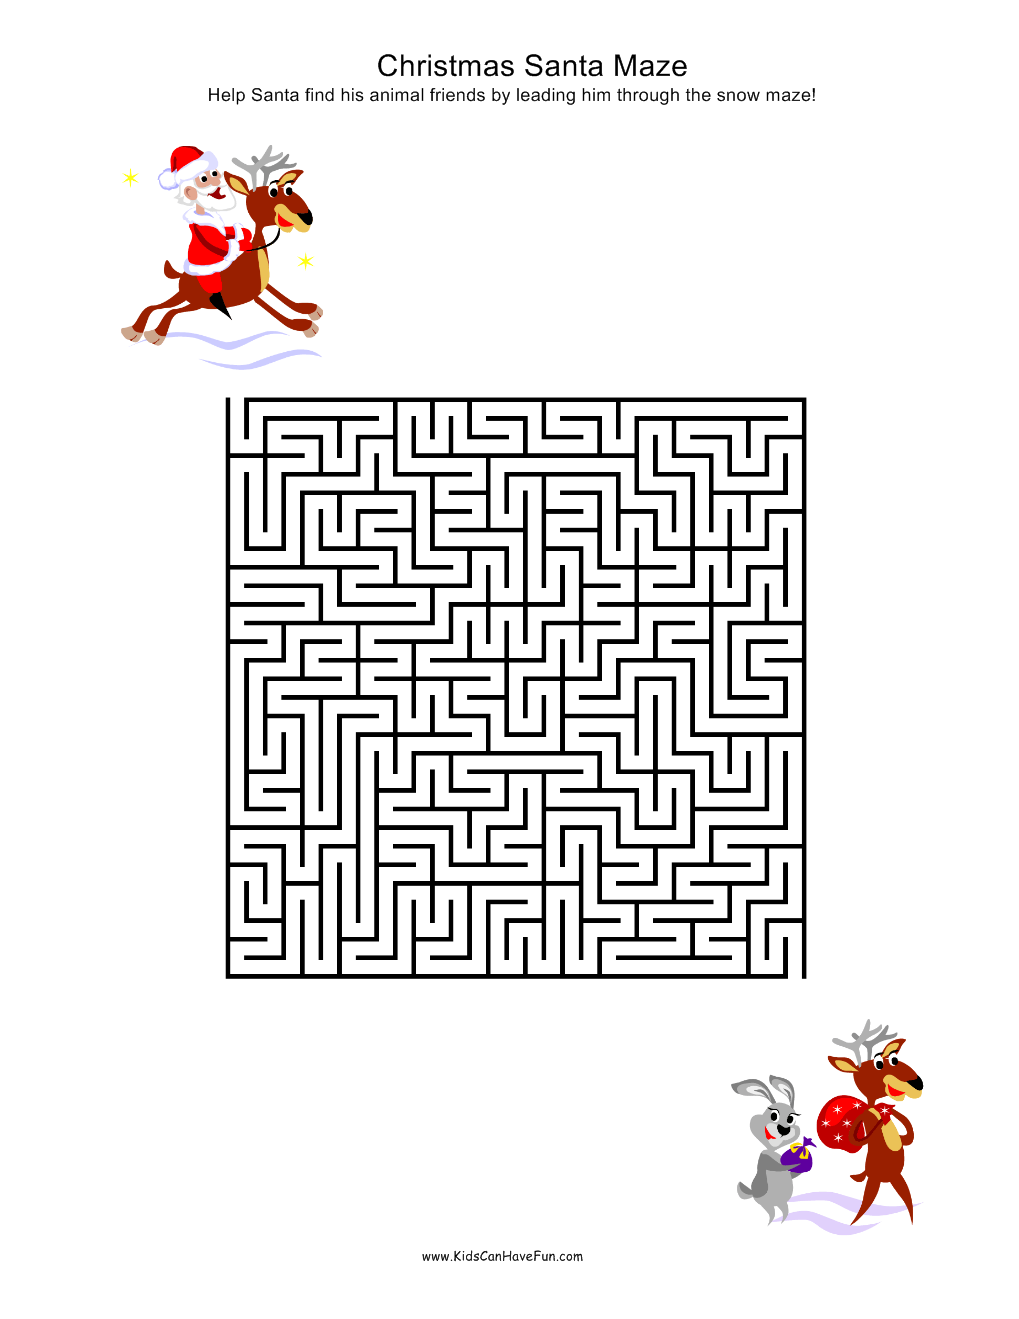 Christmas Santa Maze
Help Santa find his animal friends by leading him through the snow maze!
www.KidsCanHaveFun.com